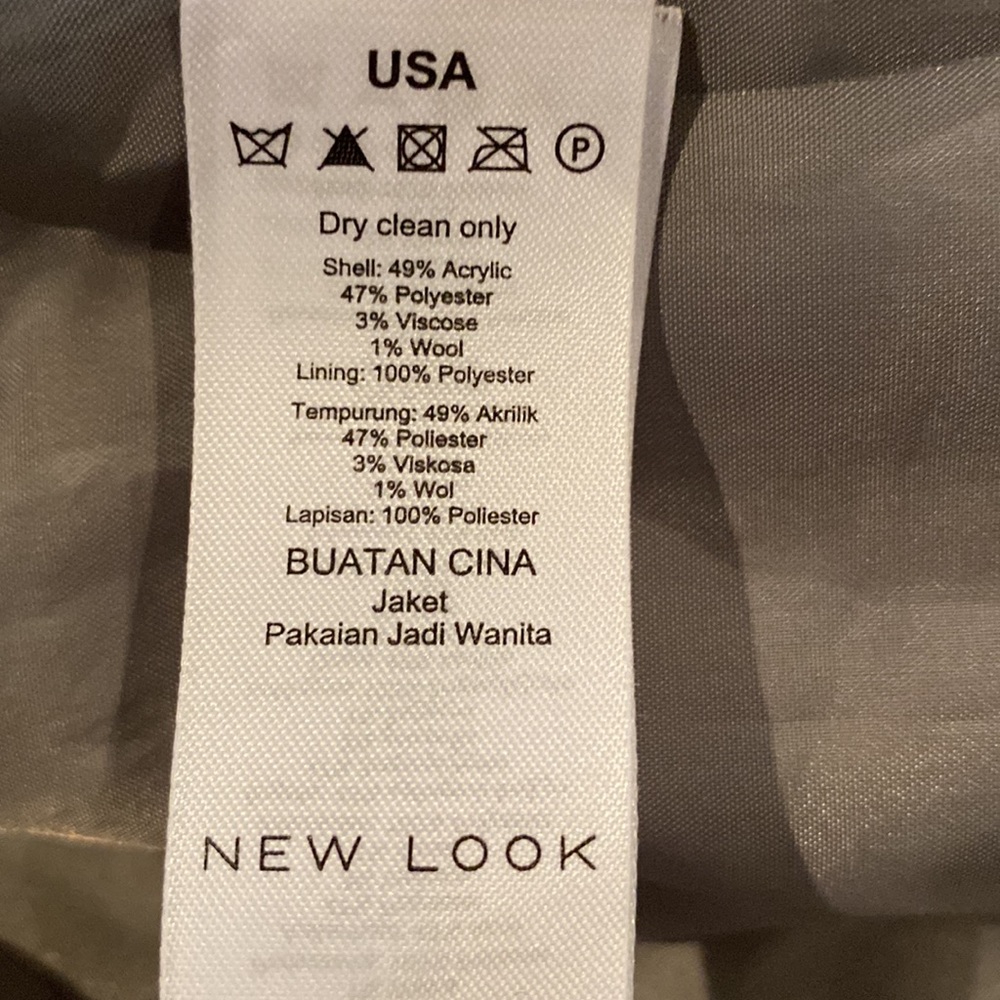 USA
P
Dry clean only
Shell: 49% Acrylic
47% Polyester
3% Viscose
1% Wool
Lining: 100% Polyester
Tempurung: 49% Akrilik
47% Poliester
3% Viskosa
1% Wol
Lapisan: 100% Poliester
BUATAN CINA
Jaket
Pakaian Jadi Wanita
NEW LOOK